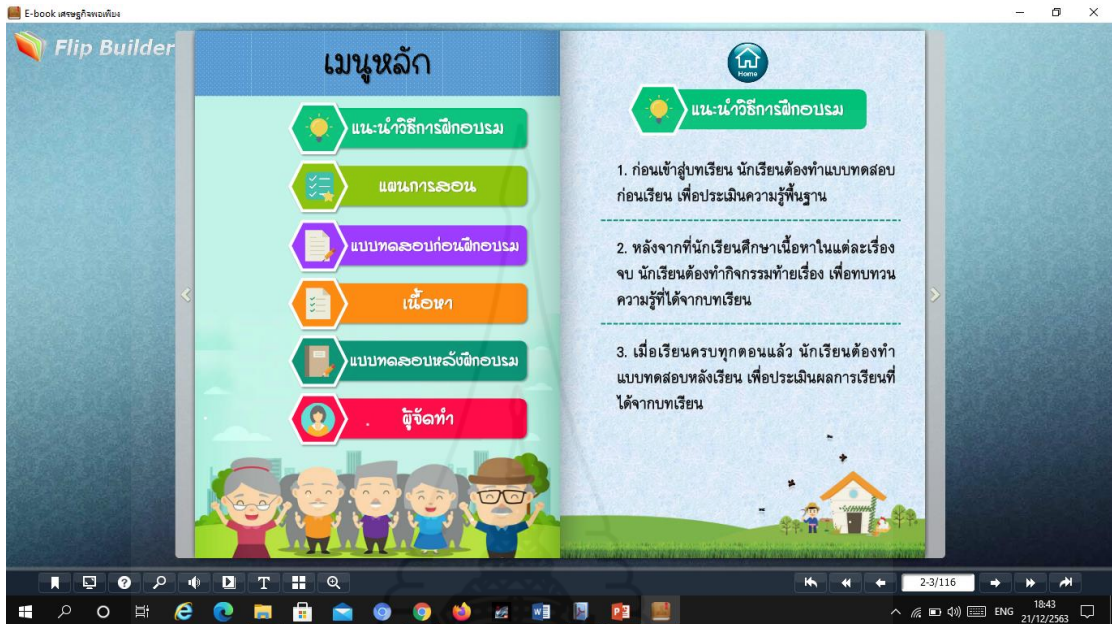 E-book เศรษฐกิจพอเพียง
Flip Builder
เมนูหลัก
แนะนำวิธีการฝึกอบรม
แผนการสอน
แบบทดสอบก่อนฝึกอบรม
เนื้อหา
แบบทดสอบหลังฝึกอบรม
ผู้จัดทำ
Home
แนะนำวิธีการฝึกอบรม
1. ก่อนเข้าสู่บทเรียน นักเรียนต้องทำแบบทดสอบ
ก่อนเรียน เพื่อประเมินความรู้พื้นฐาน
2. หลังจากที่นักเรียนศึกษาเนื้อหาในแต่ละเรื่อง
จบ นักเรียนต้องทำกิจกรรมท้ายเรื่อง เพื่อทบทวน
ความรู้ที่ได้จากบทเรียน
3. เมื่อเรียนครบทุกตอนแล้ว นักเรียนต้องทำ
แบบทดสอบหลังเรียน เพื่อประเมินผลการเรียนที่
ได้จากบทเรียน
2-3/116
ENG
18:43
21/12/2563